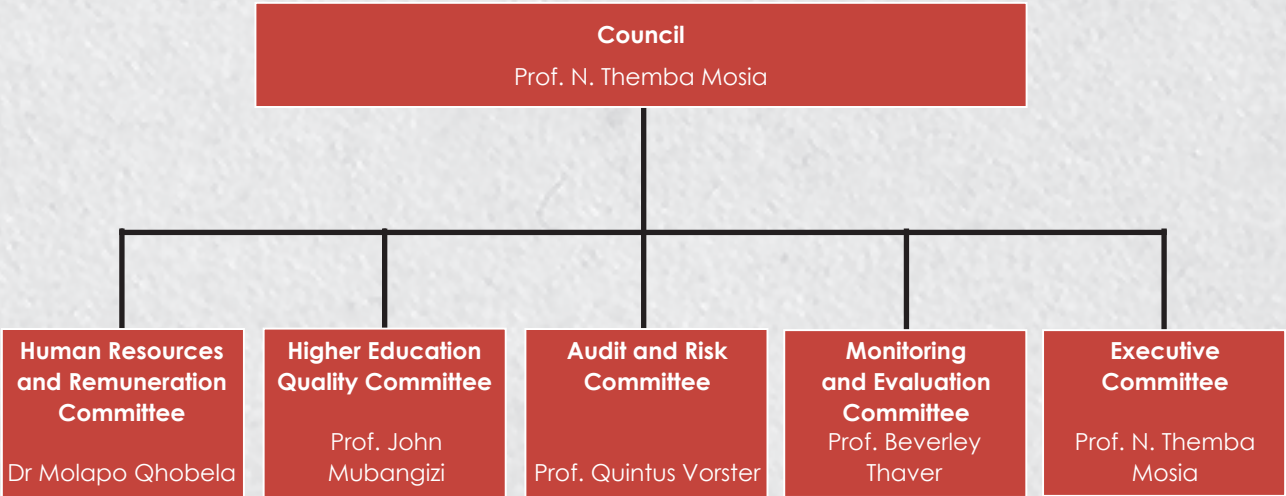 Council
Prof. N. Themba Mosia
Human Resources
and Remuneration
Committee
Dr Molapo Qhobela
Higher Education
Quality Committee
Prof. John
Mubangizi
Audit and Risk
Committee
Prof. Quintus Vorster
Monitoring
and Evaluation
Committee
Prof. Beverley
Thaver
Executive
Committee
Prof. N. Themba
Mosia